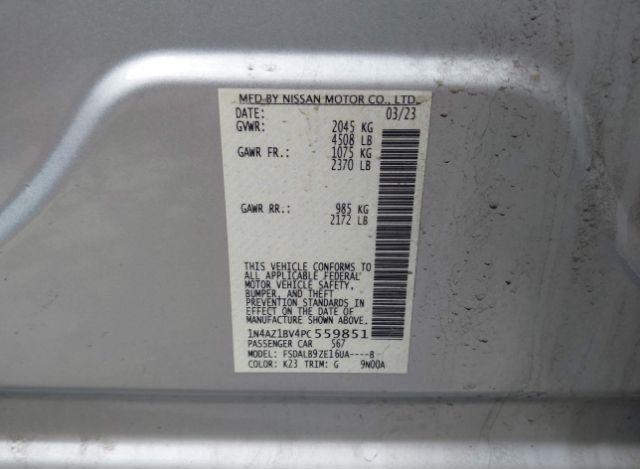 MFD BY NISSAN MOTOR CO., LTD.
DATE: 03/23
GVWR: 2045 KG
4508 LB
GAWR FR.: 1075 KG
2370 LB
GAWR RR.: 985 KG
2172 LB
THIS VEHICLE CONFORMS TO
ALL APPLICABLE FEDERAL
MOTOR VEHICLE SAFETY,
BUMPER, AND THEFT
PREVENTION STANDARDS
IN EFFECT ON THE DATE OF
MANUFACTURE SHOWN ABOVE.
1N4AZ1BV4PC559851
PASSENGER CAR S67
MODEL: FSDALB9ZE16UA----B
COLOR: K23 TRIM: G 9N00A